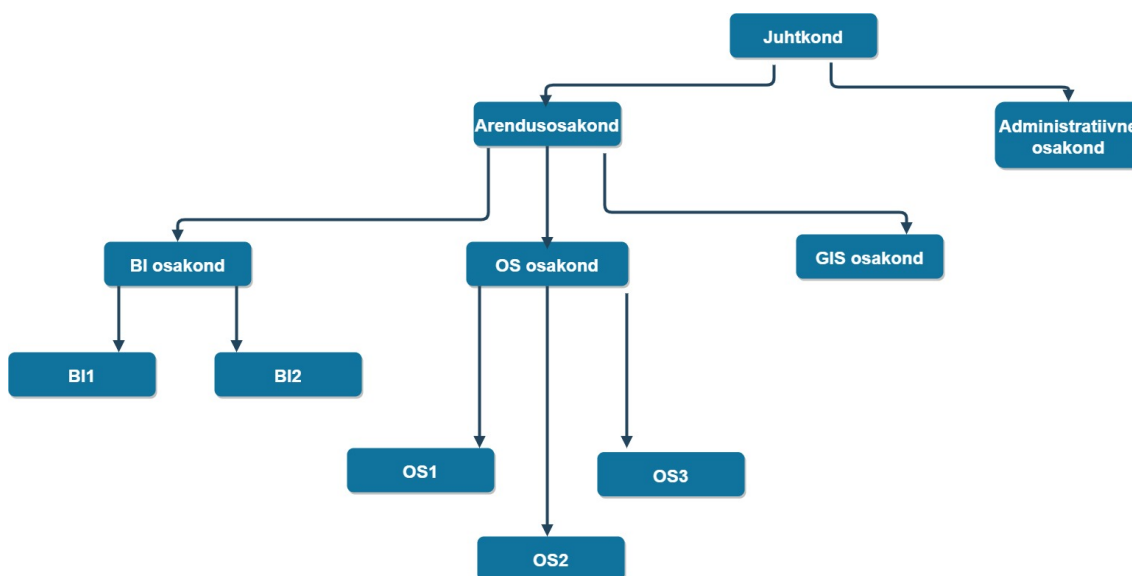 Juhtkond
Arendusosakond
Administratiivne
osakond
BI osakond
OS osakond
GIS osakond
BI1
BI2
OS1
OS3
OS2